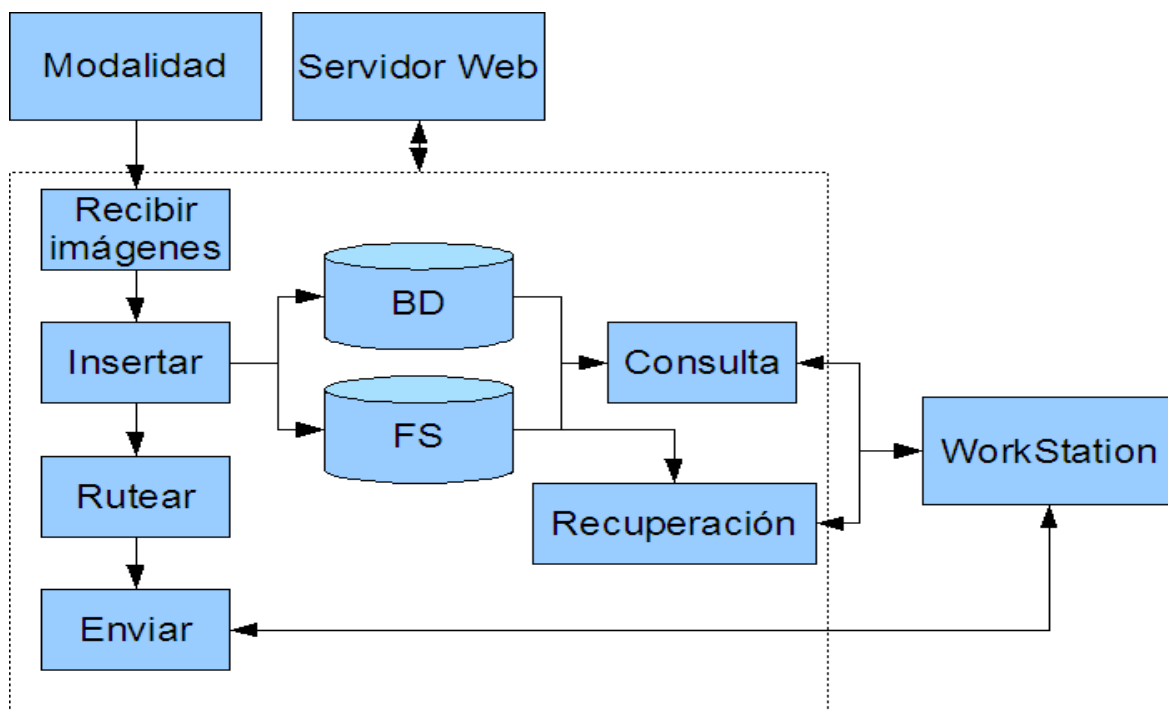 Modalidad
Servidor Web
Recibir
imágenes
BD
Insertar
Consulta
FS
WorkStation
Rutear
Recuperación
Enviar